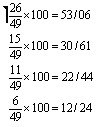 26/49 × 100 = 53/06
15/49 × 100 = 30/61
11/49 × 100 = 22/44
6/49 × 100 = 12/24